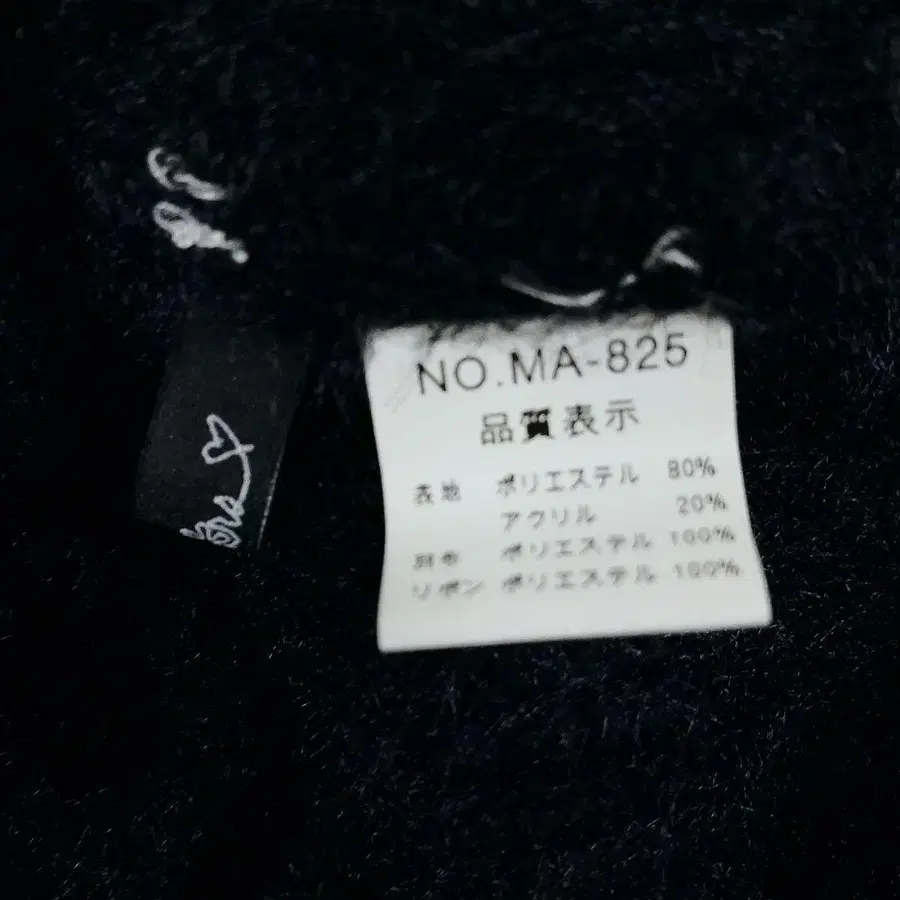 NO.MA-825
品質表示
表地 ポリエステル 80%
アクリル 20%
別布 ポリエステル 100%
リボン ポリエステル 100%